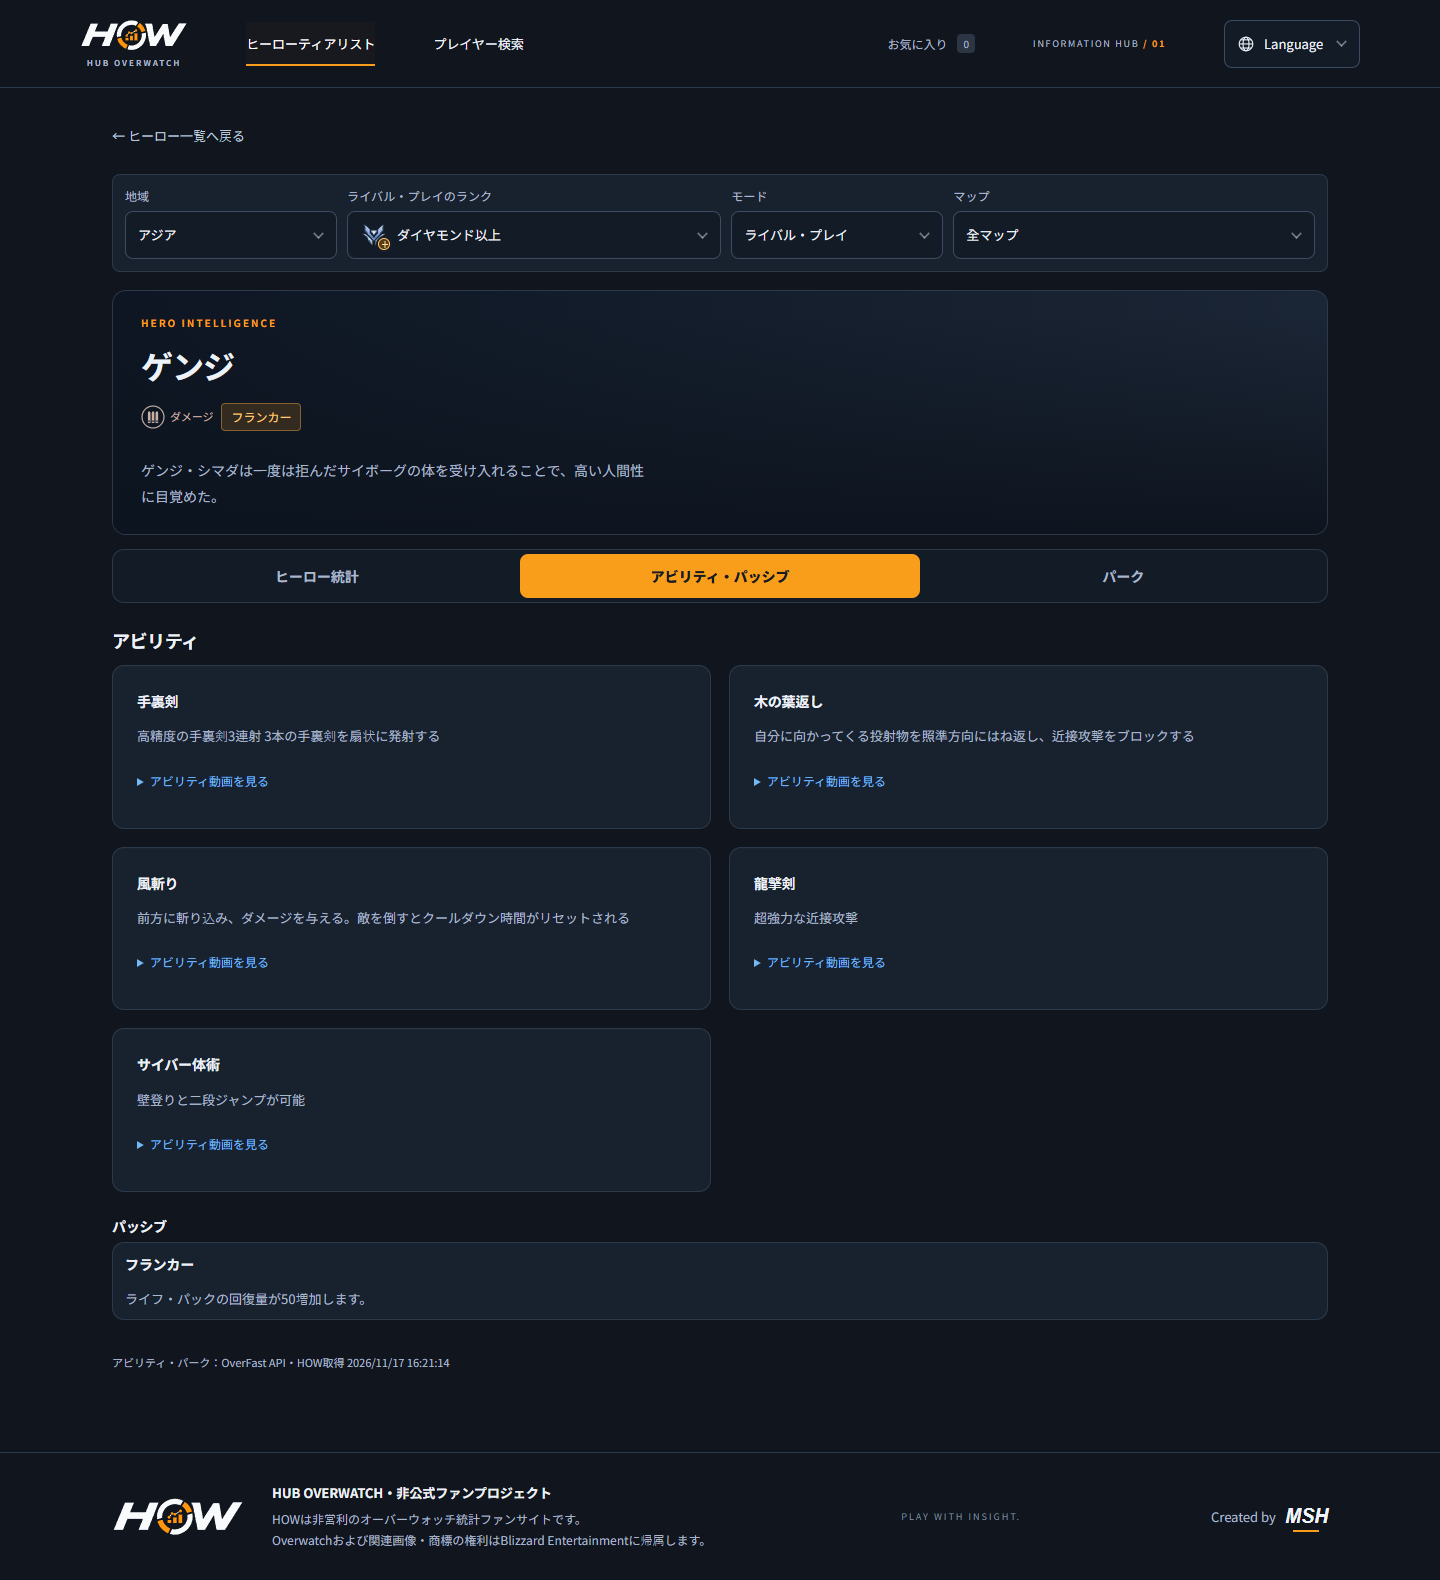 HOW
HUB OVERWATCH
ヒーローティアリスト
プレイヤー検索
お気に入り 0
INFORMATION HUB / 01
Language
← ヒーロー一覧へ戻る
地域
ライバル・プレイのランク
モード
マップ
アジア
ダイヤモンド以上
ライバル・プレイ
全マップ
HERO INTELLIGENCE
ゲンジ
ダメージ フランカー
ゲンジ・シマダは一度は拒んだサイボーグの体を受け入れることで、高い人間性
に目覚めた。
ヒーロー統計
アビリティ・パッシブ
パーク
アビリティ
手裏剣
高精度の手裏剣3連射 3本の手裏剣を扇状に発射する
▶ アビリティ動画を見る
木の葉返し
自分に向かってくる投射物を照準方向にはね返し、近接攻撃をブロックする
▶ アビリティ動画を見る
風斬り
前方に斬り込み、ダメージを与える。敵を倒すとクールダウン時間がリセットされる
▶ アビリティ動画を見る
龍撃剣
超強力な近接攻撃
▶ アビリティ動画を見る
サイバー体術
壁登りと二段ジャンプが可能
▶ アビリティ動画を見る
パッシブ
フランカー
ライフ・パックの回復量が50増加します。
アビリティ・パーク：OverFast API・HOW取得 2026/11/17 16:21:14
HOW
HUB OVERWATCH・非公式ファンプロジェクト
HOWは非営利のオーバーウォッチ統計ファンサイトです。
Overwatchおよび関連画像・商標の権利はBlizzard Entertainmentに帰属します。
PLAY WITH INSIGHT.
Created by MSH